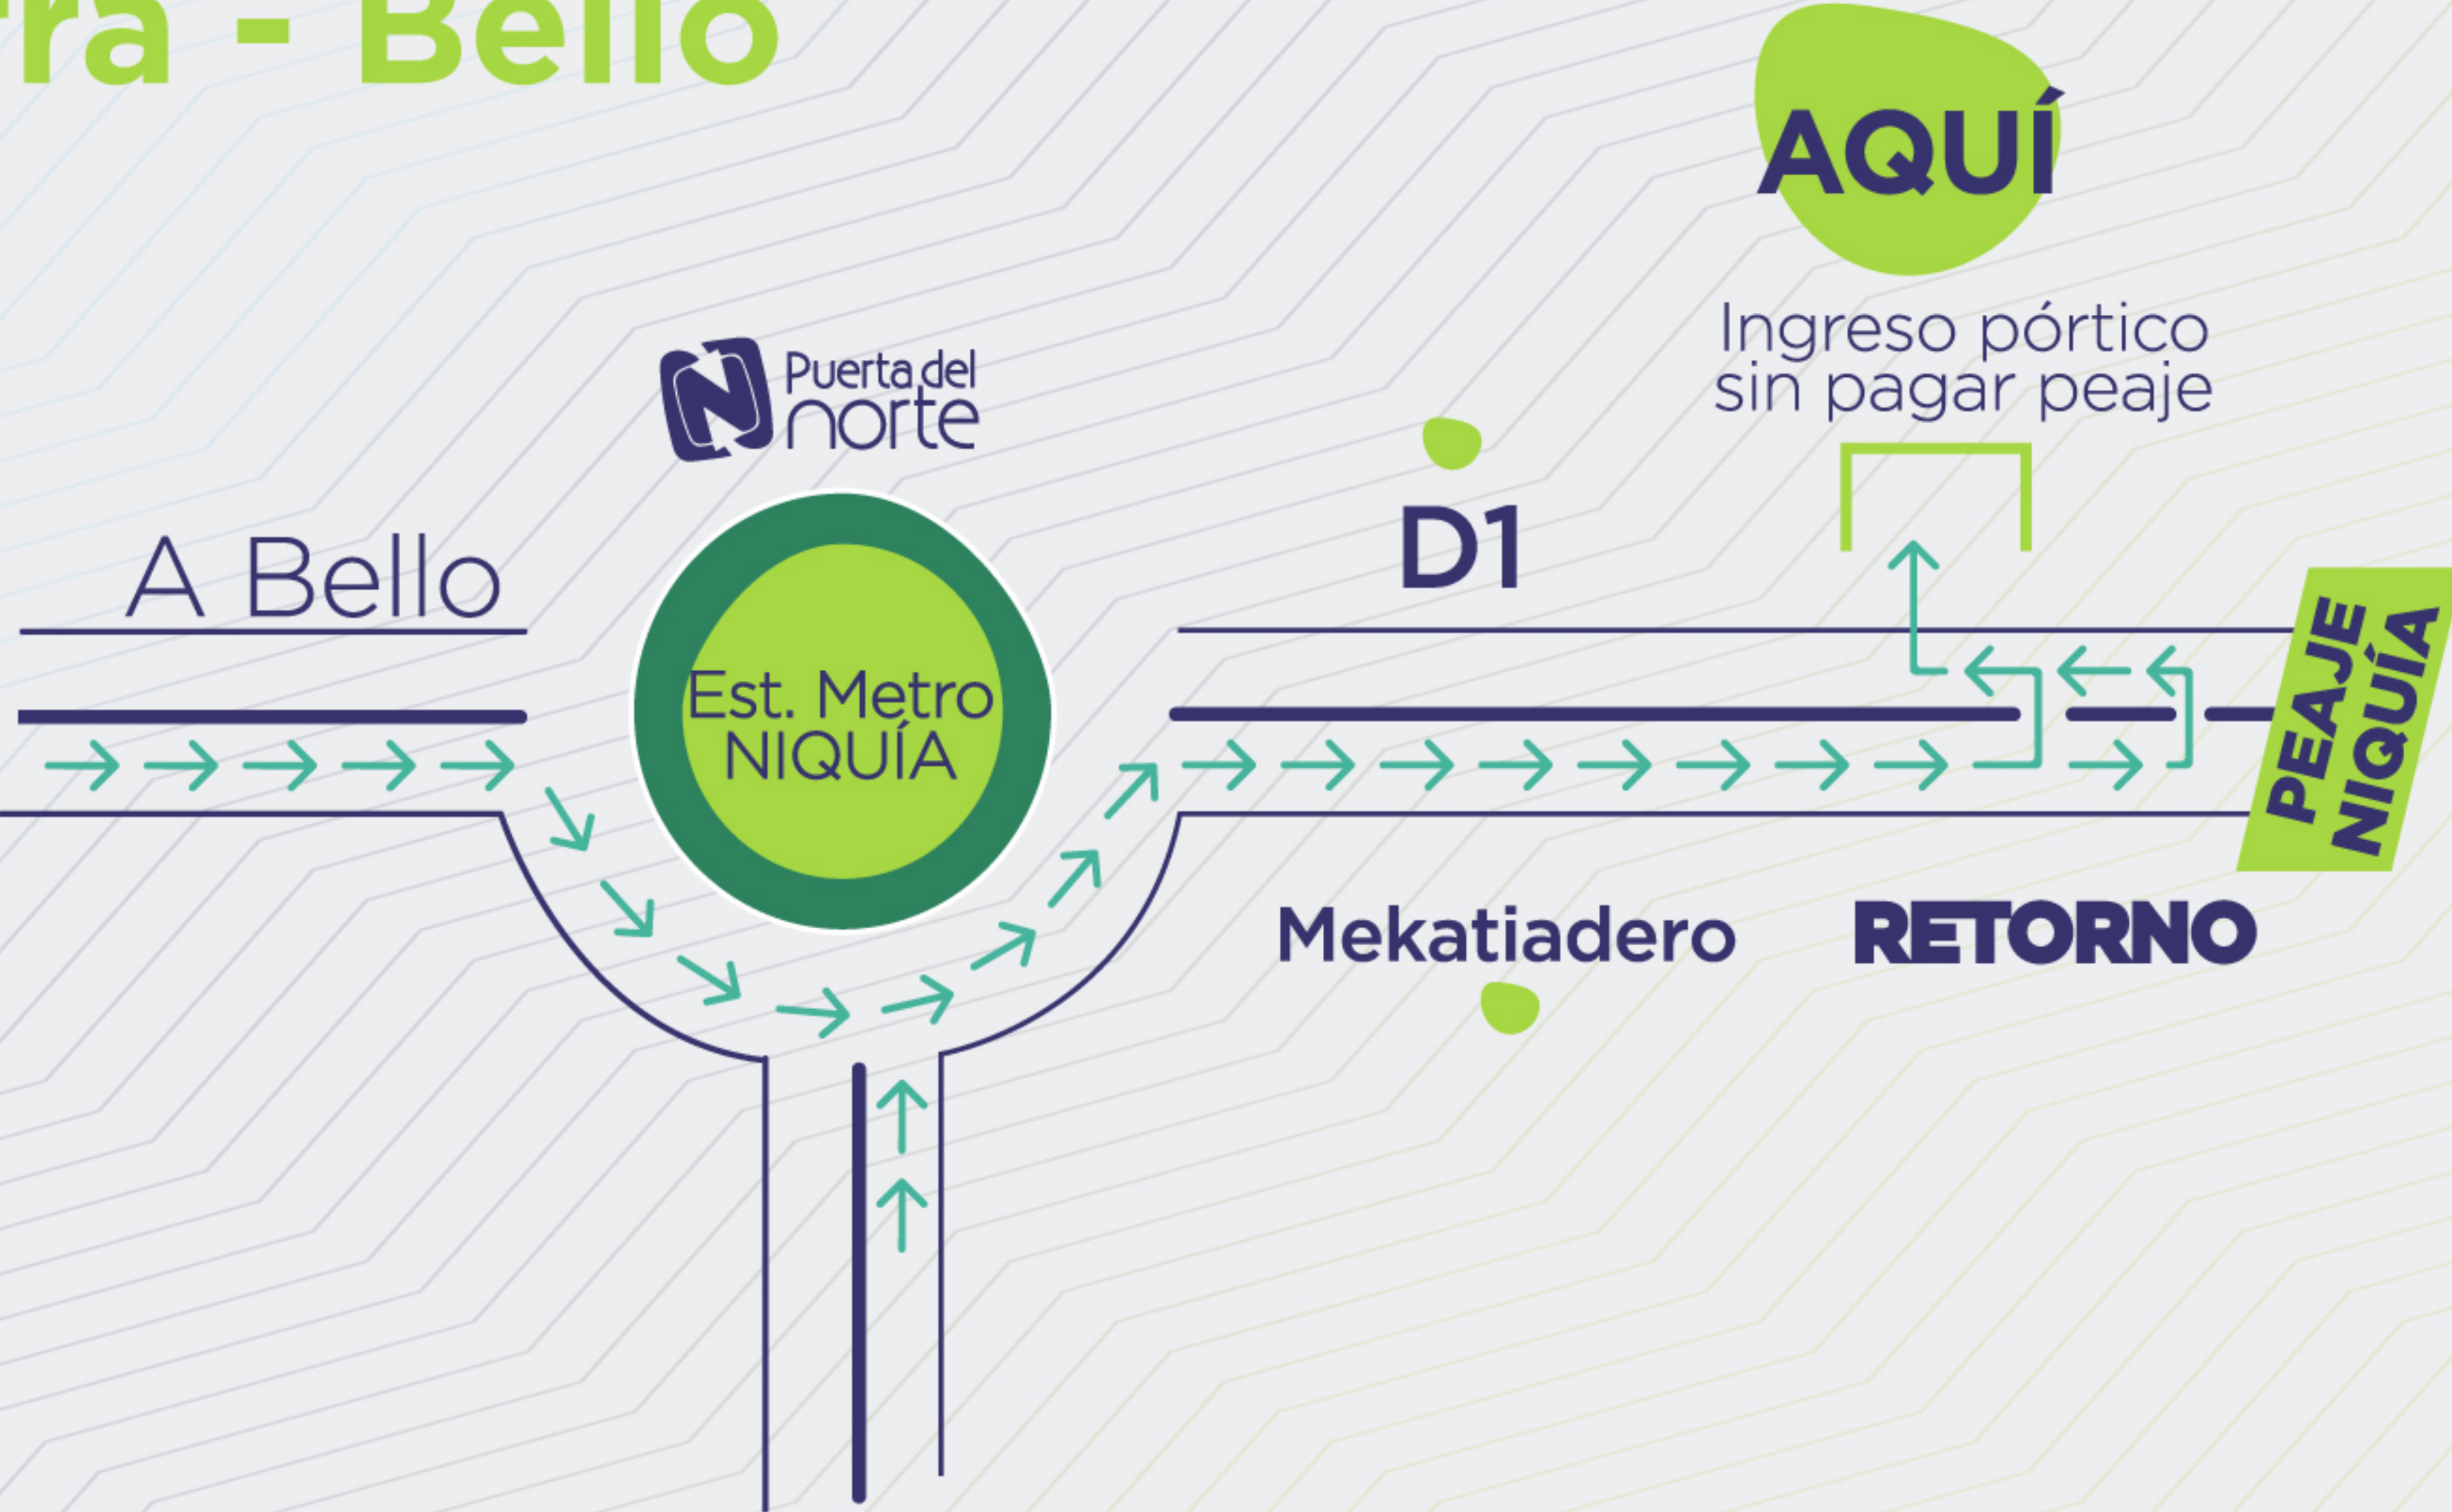 ra - Bello
AQUÍ
Ingreso pórtico
sin pagar peaje
Puerta del
norte
D1
A Bello
Est. Metro
NIQUÍA
PEAJE
NIQUÍA
Mekatiadero
RETORNO